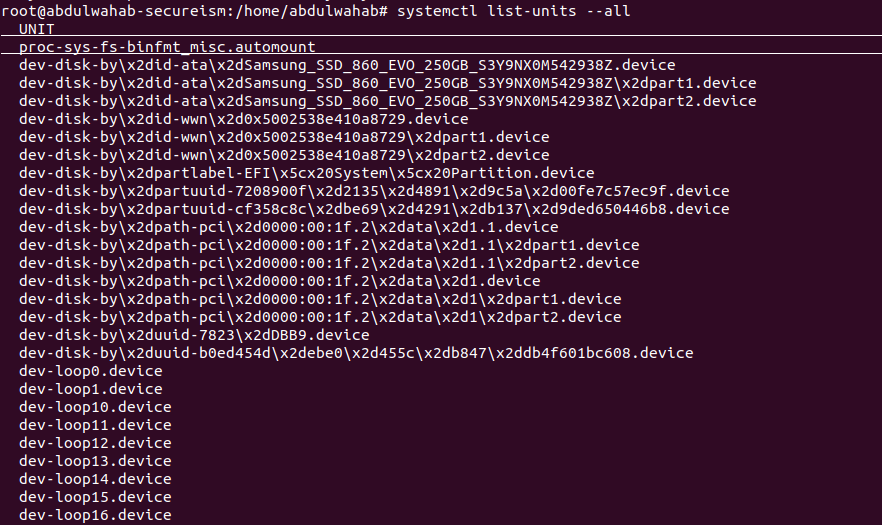 root@abdulwahab-secureism:/home/abdulwahab# systemctl list-units --all
UNIT
proc-sys-fs-binfmt_misc.automount
dev-disk-by\x2did-ata\x2dSamsung_SSD_860_EVO_250GB_S3Y9NX0M542938Z.device
dev-disk-by\x2did-ata\x2dSamsung_SSD_860_EVO_250GB_S3Y9NX0M542938Z\x2dpart1.device
dev-disk-by\x2did-ata\x2dSamsung_SSD_860_EVO_250GB_S3Y9NX0M542938Z\x2dpart2.device
dev-disk-by\x2did-wwn\x2d0x5002538e410a8729.device
dev-disk-by\x2did-wwn\x2d0x5002538e410a8729\x2dpart1.device
dev-disk-by\x2did-wwn\x2d0x5002538e410a8729\x2dpart2.device
dev-disk-by\x2dpartlabel-EFI\x5cx20System\x5cx20Partition.device
dev-disk-by\x2dpartuuid-7208900f\x2d2135\x2d4891\x2d9c5a\x2d00fe7c57ec9f.device
dev-disk-by\x2dpartuuid-cf358c8c\x2dbe69\x2d4291\x2db137\x2d9ded650446b8.device
dev-disk-by\x2dpath-pci\x2d0000:00:1f.2\x2data\x2d1.1.device
dev-disk-by\x2dpath-pci\x2d0000:00:1f.2\x2data\x2d1.1\x2dpart1.device
dev-disk-by\x2dpath-pci\x2d0000:00:1f.2\x2data\x2d1.1\x2dpart2.device
dev-disk-by\x2dpath-pci\x2d0000:00:1f.2\x2data\x2d1.device
dev-disk-by\x2dpath-pci\x2d0000:00:1f.2\x2data\x2d1\x2dpart1.device
dev-disk-by\x2dpath-pci\x2d0000:00:1f.2\x2data\x2d1\x2dpart2.device
dev-disk-by\x2duuid-7823\x2dDBB9.device
dev-disk-by\x2duuid-b0ed454d\x2debe0\x2d455c\x2db847\x2ddb4f601bc608.device
dev-loop0.device
dev-loop1.device
dev-loop10.device
dev-loop11.device
dev-loop12.device
dev-loop13.device
dev-loop14.device
dev-loop15.device
dev-loop16.device